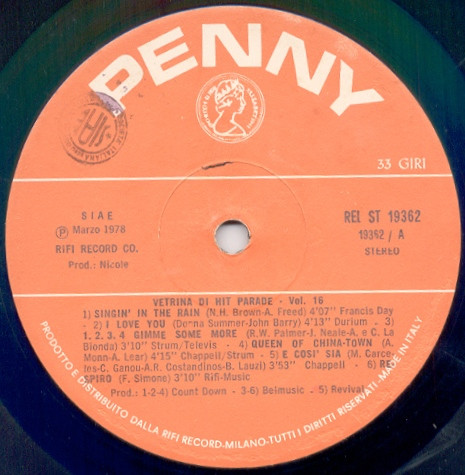 PENNY
33 GIRI
S I A E
Ⓟ Marzo 1978
RIFI RECORD CO.
Prod.: Nicole
REL ST 19362
19362 / A
STEREO
VETRINA DI HIT PARADE - Vol. 16
1) SINGIN' IN THE RAIN (N.H. Brown-A. Freed) 4'07" Francis Day
- 2) I LOVE YOU (Donna Summer-John Barry) 4'13" Durium - 3)
1, 2, 3, 4 GIMME SOME MORE (R.W. Palmer-J. Neale-A. e C. La
Bionda) 3'10" Strum/Televis - 4) QUEEN OF CHINA-TOWN (A.
Monn-A. Lear) 4'15" Chappell/Strum - 5) E COSI' SIA (M. Garce-
les-C. Ganou-A.R. Costandinos-B. Lauzi) 3'53" Chappell - 6) RE-
SPIRO (F. Simone) 3'10" Rifi-Music
Prod.: 1-2-4) Count Down - 3-6) Belmusic - 5) Revival
PRODOTTO E DISTRIBUITO DALLA RIFI RECORD-MILANO-TUTTI I DIRITTI RISERVATI-MADE IN ITALY